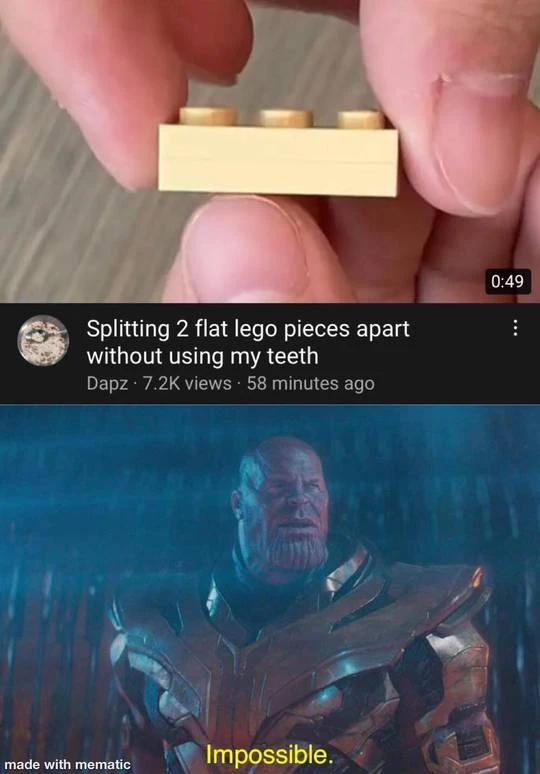 0:49
Splitting 2 flat lego pieces apart
without using my teeth
Dapz · 7.2K views · 58 minutes ago
Impossible.
made with mematic